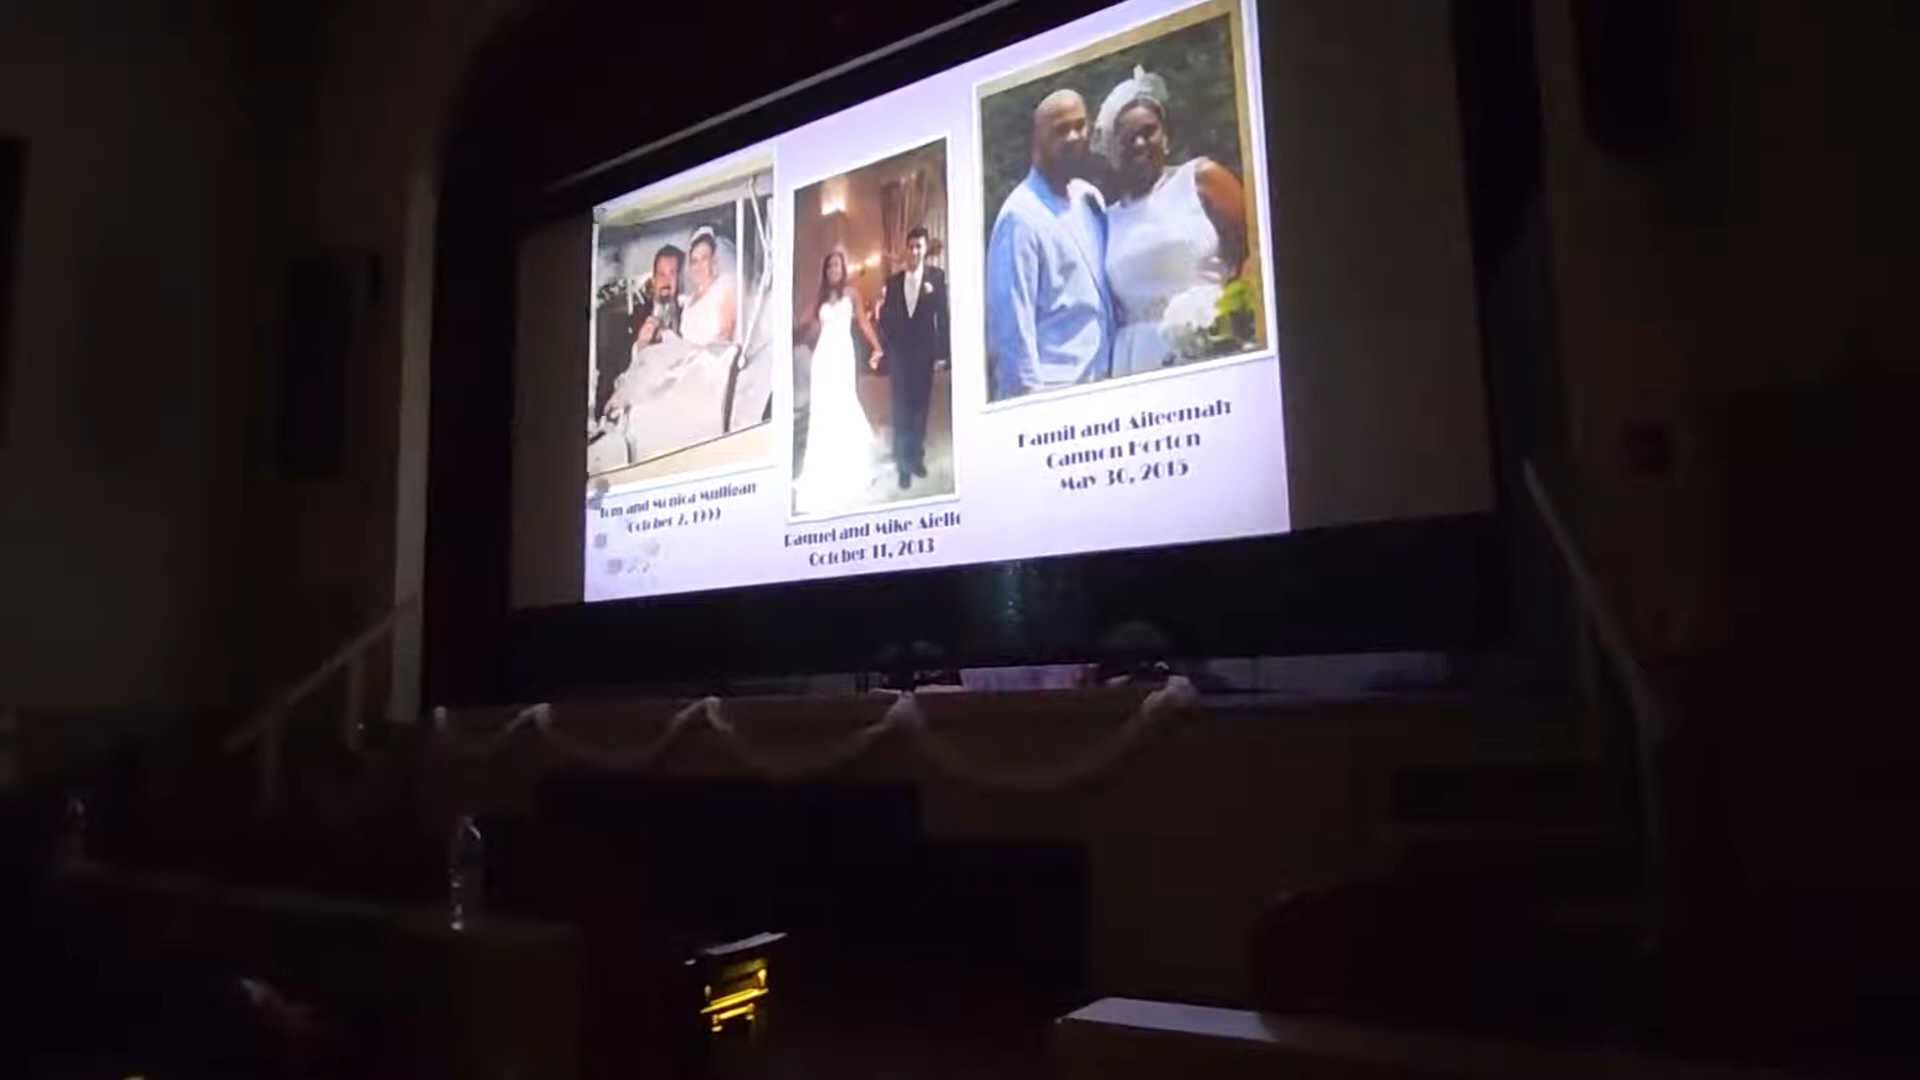 Tom and Monica Mulligan
October 2, 1999
Raquel and Mike Aiello
October 11, 2013
Kamil and Aileemah
Cannon Horton
May 30, 2015